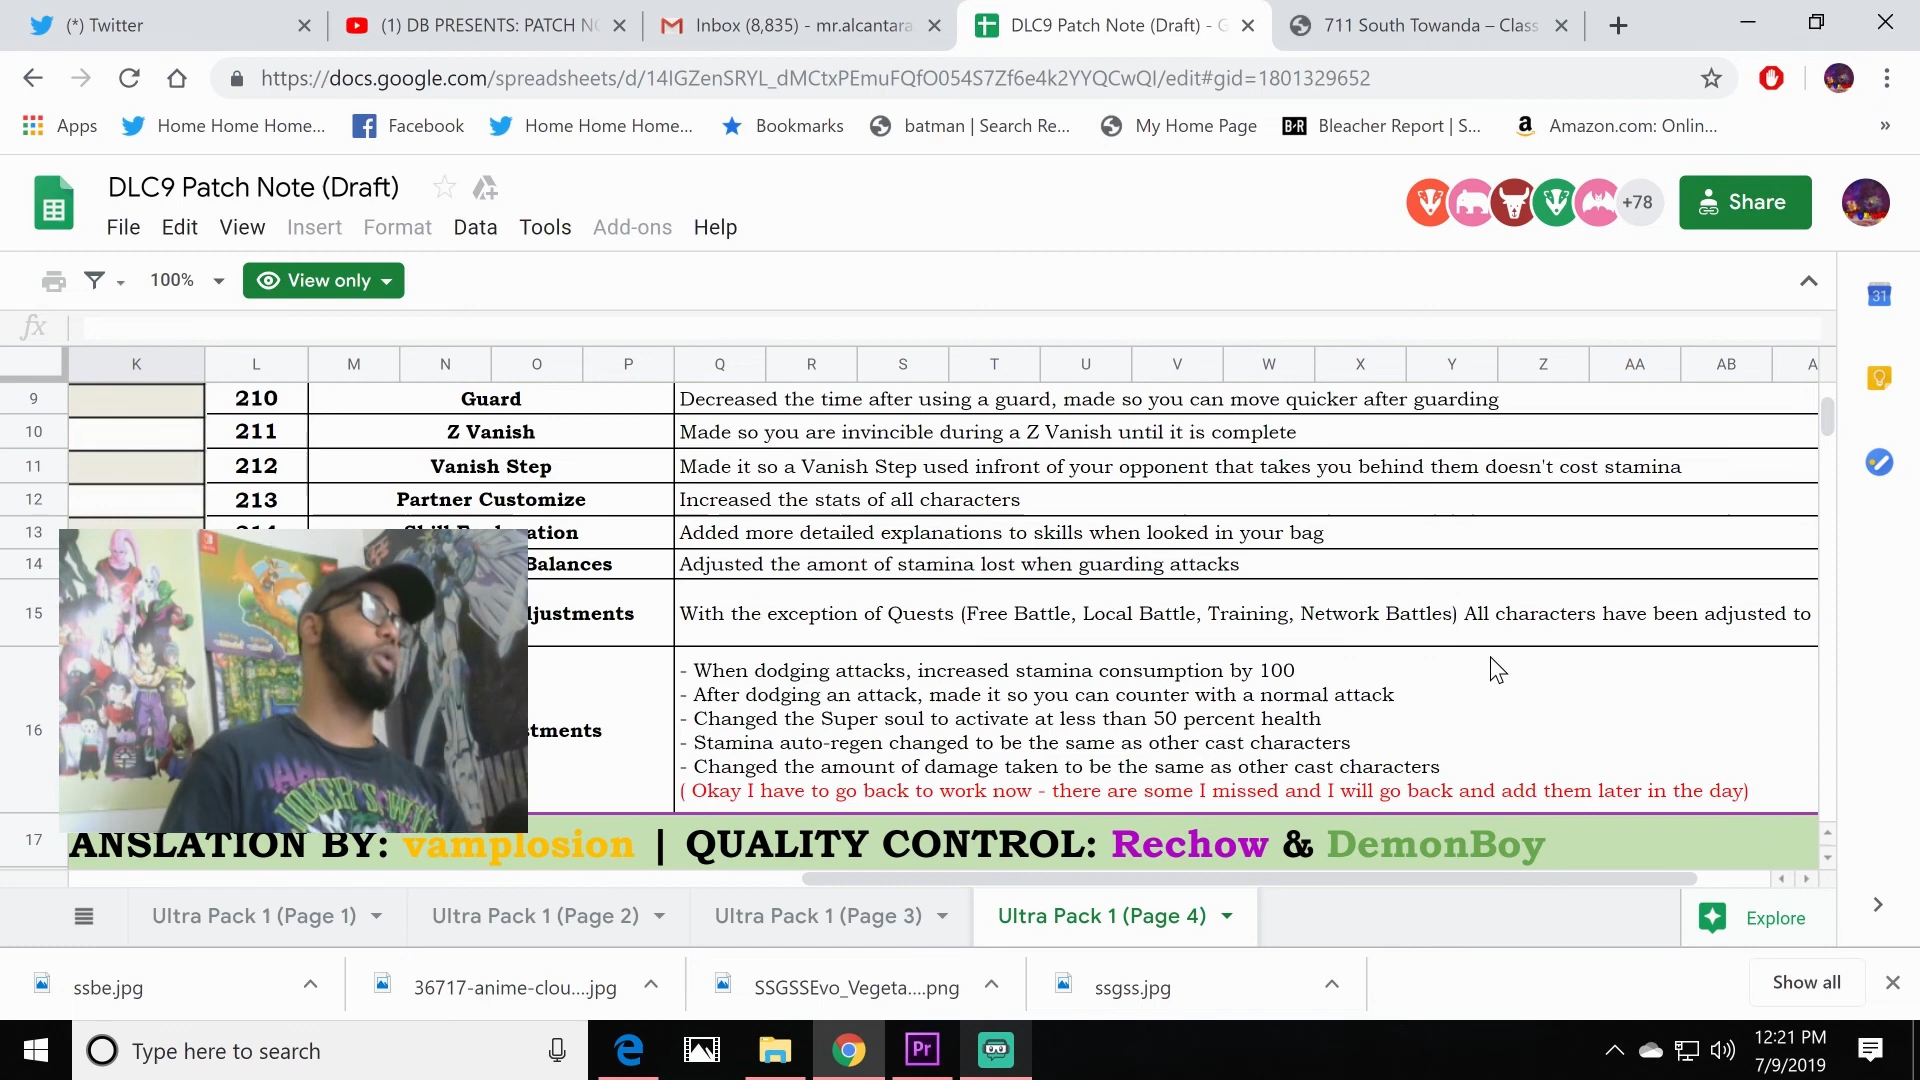 (*) Twitter
(1) DB PRESENTS: PATCH N
Inbox (8,835) - mr.alcantara
DLC9 Patch Note (Draft) - G
711 South Towanda – Class
https://docs.google.com/spreadsheets/d/14IGZenSRYL_dMCtxPEmuFQfO054S7Zf6e4k2YYQCwQI/edit#gid=1801329652
Apps
Home Home Home...
Facebook
Home Home Home...
Bookmarks
batman | Search Re...
My Home Page
B/R
Bleacher Report | S...
Amazon.com: Onlin...
DLC9 Patch Note (Draft)
+78
Share
File Edit View Insert Format Data Tools Add-ons Help
100%
View only
31
fx
K L M N O P Q R S T U V W X Y Z AA AB A
9 210 Guard Decreased the time after using a guard, made so you can move quicker after guarding
10 211 Z Vanish Made so you are invincible during a Z Vanish until it is complete
11 212 Vanish Step Made it so a Vanish Step used infront of your opponent that takes you behind them doesn't cost stamina
12 213 Partner Customize Increased the stats of all characters
13 ation Added more detailed explanations to skills when looked in your bag
14 Balances Adjusted the amont of stamina lost when guarding attacks
15 djustments With the exception of Quests (Free Battle, Local Battle, Training, Network Battles) All characters have been adjusted to
16 stments
- When dodging attacks, increased stamina consumption by 100
- After dodging an attack, made it so you can counter with a normal attack
- Changed the Super soul to activate at less than 50 percent health
- Stamina auto-regen changed to be the same as other cast characters
- Changed the amount of damage taken to be the same as other cast characters
( Okay I have to go back to work now - there are some I missed and I will go back and add them later in the day)
17 ANSLATION BY: vamplosion | QUALITY CONTROL: Rechow & DemonBoy
Ultra Pack 1 (Page 1)
Ultra Pack 1 (Page 2)
Ultra Pack 1 (Page 3)
Ultra Pack 1 (Page 4)
Explore
ssbe.jpg
36717-anime-clou....jpg
SSGSSEvo_Vegeta....png
ssgss.jpg
Show all
Type here to search
Pr
12:21 PM
7/9/2019